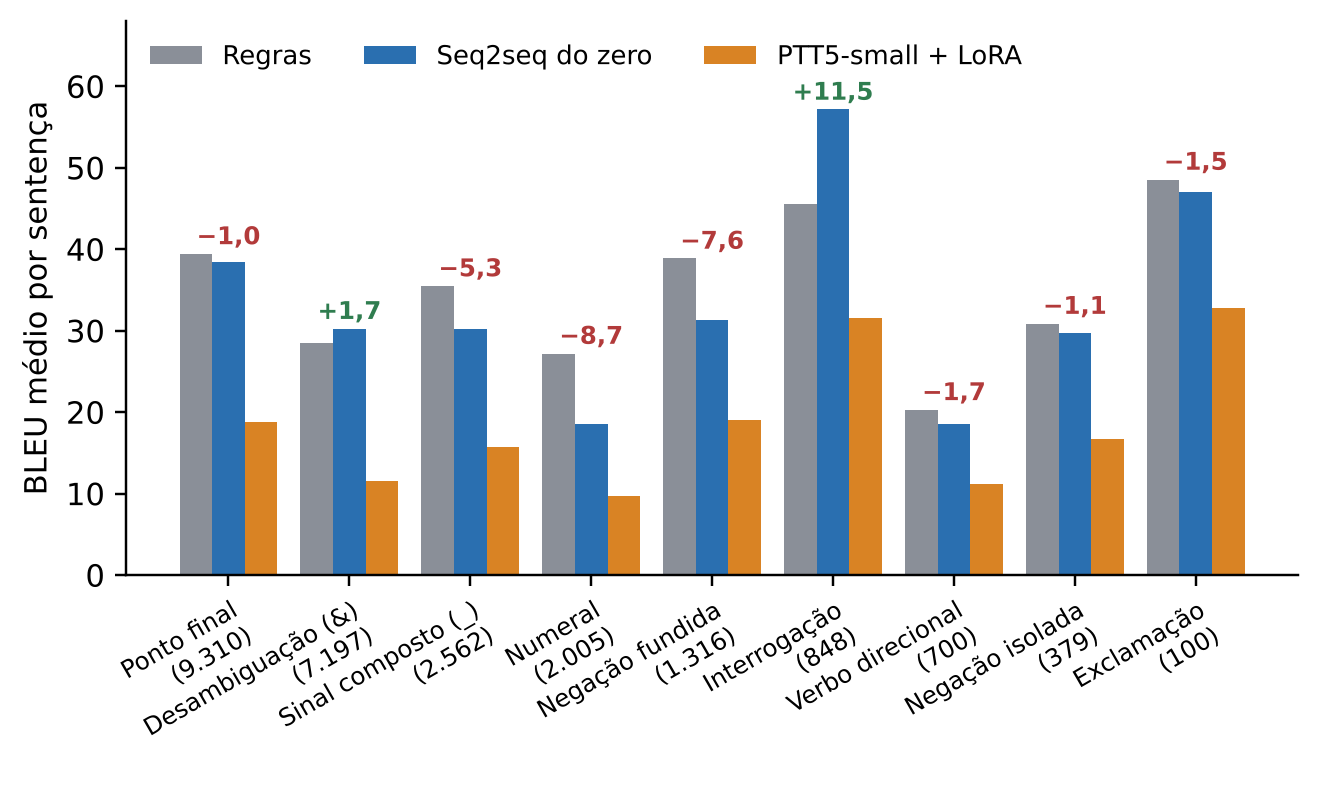 Regras Seq2seq do zero PTT5-small + LoRA
BLEU médio por sentença
60
50
40
30
20
10
0
−1,0
+1,7
−5,3
−8,7
−7,6
+11,5
−1,7
−1,1
−1,5
Ponto final
(9.310)
Desambiguação (&)
(7.197)
Sinal composto (_)
(2.562)
Numeral
(2.005)
Negação fundida
(1.316)
Interrogação
(848)
Verbo direcional
(700)
Negação isolada
(379)
Exclamação
(100)